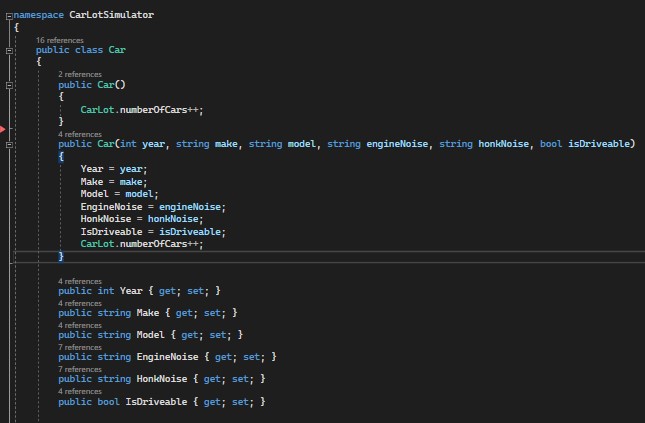 namespace CarLotSimulator
{
16 references
public class Car
{
2 references
public Car()
{
CarLot.numberOfCars++;
}
4 references
public Car(int year, string make, string model, string engineNoise, string honkNoise, bool isDriveable)
{
Year = year;
Make = make;
Model = model;
EngineNoise = engineNoise;
HonkNoise = honkNoise;
IsDriveable = isDriveable;
CarLot.numberOfCars++;
}
4 references
public int Year { get; set; }
4 references
public string Make { get; set; }
4 references
public string Model { get; set; }
7 references
public string EngineNoise { get; set; }
7 references
public string HonkNoise { get; set; }
4 references
public bool IsDriveable { get; set; }